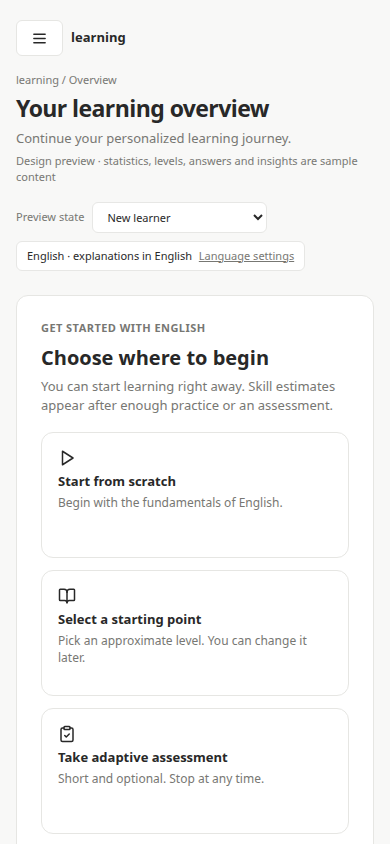 learning
learning / Overview
Your learning overview
Continue your personalized learning journey.
Design preview · statistics, levels, answers and insights are sample
content
Preview state
New learner
English · explanations in English Language settings
GET STARTED WITH ENGLISH
Choose where to begin
You can start learning right away. Skill estimates
appear after enough practice or an assessment.
Start from scratch
Begin with the fundamentals of English.
Select a starting point
Pick an approximate level. You can change it
later.
Take adaptive assessment
Short and optional. Stop at any time.